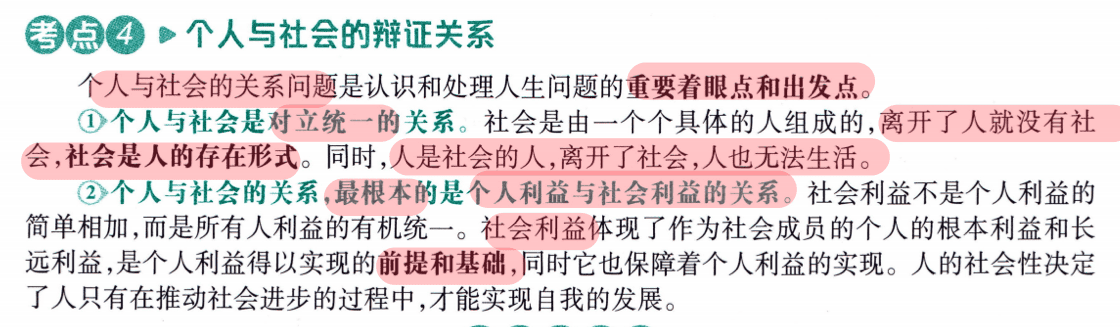 考点4 ▶ 个人与社会的辩证关系
个人与社会的关系问题是认识和处理人生问题的重要着眼点和出发点。
①个人与社会是对立统一的关系。社会是由一个个具体的人组成的,离开了人就没有社
会,社会是人的存在形式。同时,人是社会的人,离开了社会,人也无法生活。
②个人与社会的关系,最根本的是个人利益与社会利益的关系。社会利益不是个人利益的
简单相加,而是所有人利益的有机统一。社会利益体现了作为社会成员的个人的根本利益和长
远利益,是个人利益得以实现的前提和基础,同时它也保障着个人利益的实现。人的社会性决定
了人只有在推动社会进步的过程中,才能实现自我的发展。